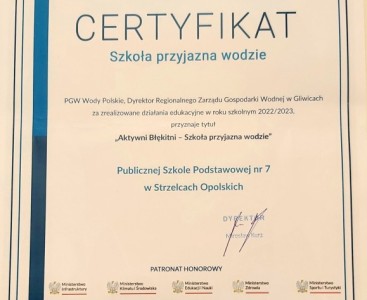 CERTYFIKAT
Szkoła przyjazna wodzie
PGW Wody Polskie, Dyrektor Regionalnego Zarządu Gospodarki Wodnej w Gliwicach
za zrealizowane działania edukacyjne w roku szkolnym 2022/2023,
przyznaje tytuł
„Aktywni Błękitni – Szkoła przyjazna wodzie”
Publicznej Szkole Podstawowej nr 7
w Strzelcach Opolskich
DYREKTOR
Mirosław Kurz
PATRONAT HONOROWY
Ministerstwo Infrastruktury
Ministerstwo Klimatu i Środowiska
Ministerstwo Edukacji i Nauki
Ministerstwo Zdrowia
Ministerstwo Sportu i Turystyki